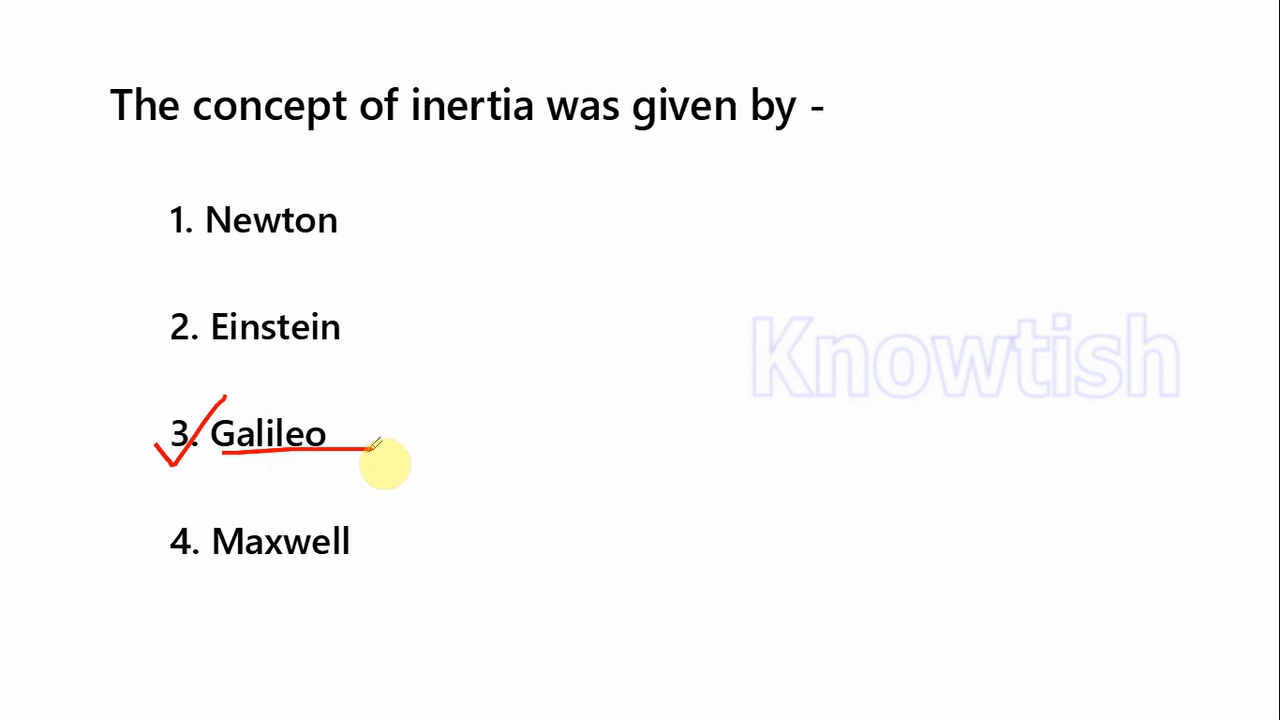 The concept of inertia was given by -
1. Newton
2. Einstein
Knowtish
3. Galileo
4. Maxwell